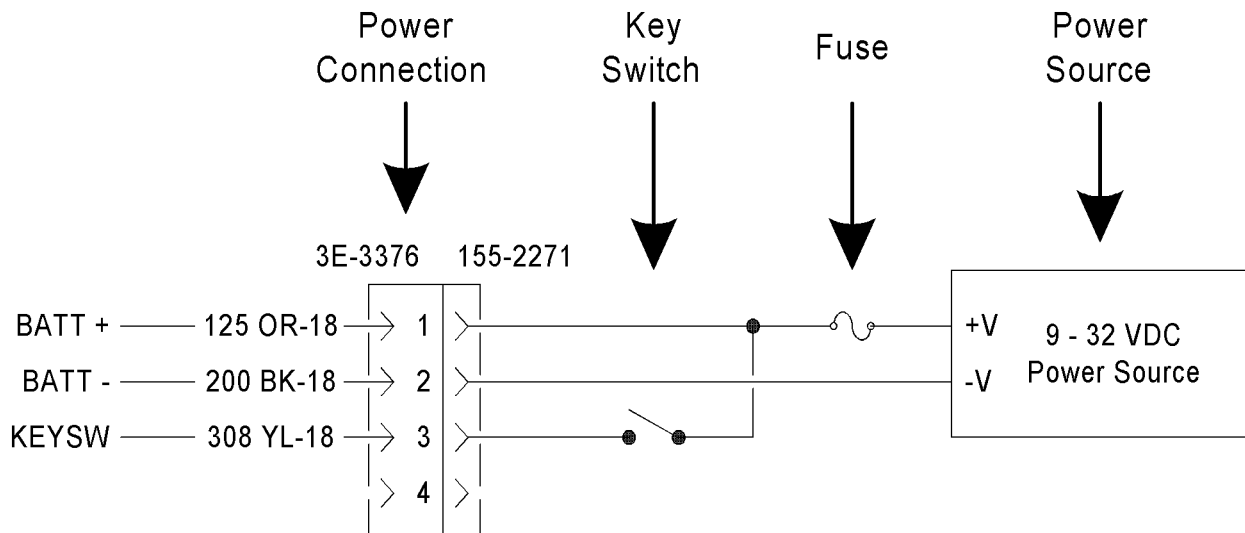 Power
Connection
Key
Switch
Fuse
Power
Source
3E-3376 155-2271
BATT + 125 OR-18 1 +V
BATT - 200 BK-18 2 -V
KEYSW 308 YL-18 3
4
9 - 32 VDC
Power Source